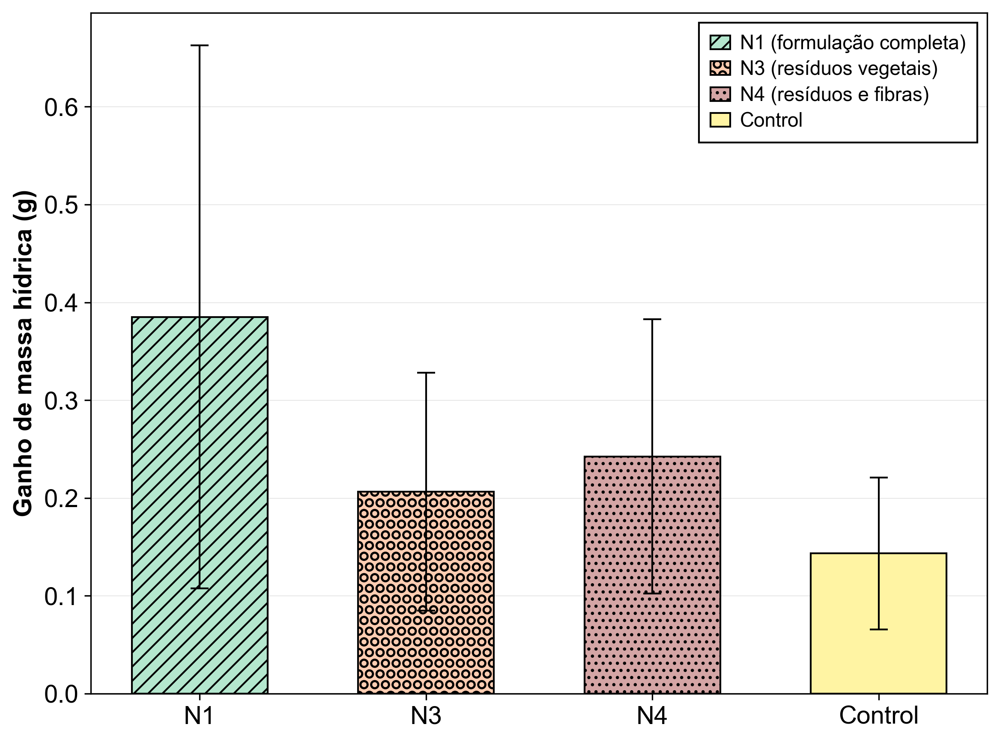 Ganho de massa hídrica (g)
0.6
0.5
0.4
0.3
0.2
0.1
0.0
N1 (formulação completa)
N3 (resíduos vegetais)
N4 (resíduos e fibras)
Control
N1 N3 N4 Control